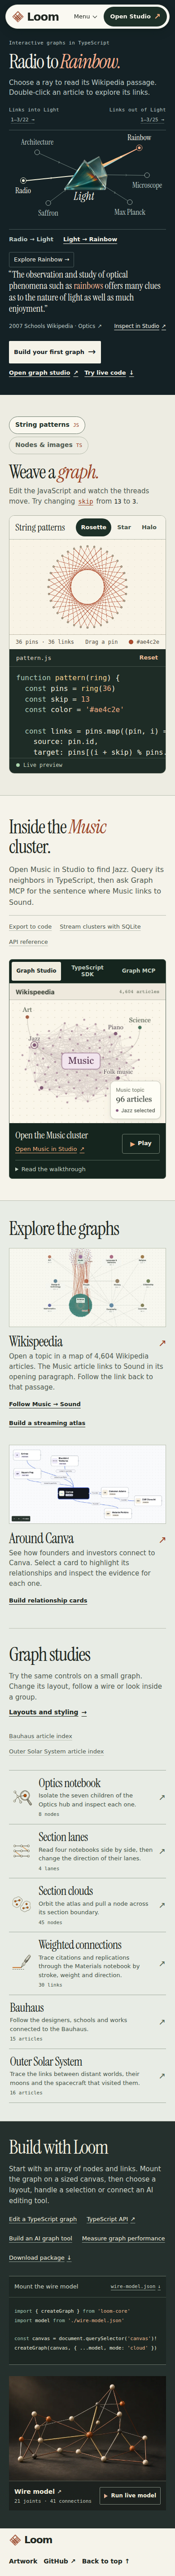 Loom
Menu
Open Studio ↗
Interactive graphs in TypeScript
Radio to Rainbow.
Choose a ray to read its Wikipedia passage.
Double-click an article to explore its links.
Links into Light
Links out of Light
1–3/22 →
1–3/25 →
Architecture
Rainbow
Radio
Light
Microscope
Saffron
Max Planck
Radio → Light
Light → Rainbow
Explore Rainbow →
“The observation and study of optical
phenomena such as rainbows offers many clues
as to the nature of light as well as much
enjoyment.”
2007 Schools Wikipedia · Optics ↗
Inspect in Studio ↗
Build your first graph →
Open graph studio ↗
Try live code ↓
String patterns JS
Nodes & images TS
Weave a graph.
Edit the JavaScript and watch the threads
move. Try changing skip from 13 to 3.
String patterns
Rosette
Star
Halo
36 pins · 36 links
Drag a pin
#ae4c2e
pattern.js
Reset
function pattern(ring) {
const pins = ring(36)
const skip = 13
const color = '#ae4c2e'
const links = pins.map((pin, i) =
source: pin.id,
target: pins[(i + skip) % pins.
Live preview
Inside the Music
cluster.
Open Music in Studio to find Jazz. Query its
neighbors in TypeScript, then ask Graph
MCP for the sentence where Music links to
Sound.
Export to code
Stream clusters with SQLite
API reference
Graph Studio
TypeScript
SDK
Graph MCP
Wikispeedia
4,604 articles
Art
Science
Piano
Jazz
Music
Folk music
Music topic
96 articles
Jazz selected
Open the Music cluster
Open Music in Studio ↗
Play
Read the walkthrough
Explore the graphs
Wikispeedia
↗
Open a topic in a map of 4,604 Wikipedia
articles. The Music article links to Sound in its
opening paragraph. Follow the link back to
that passage.
Follow Music → Sound
Build a streaming atlas
Around Canva
↗
See how founders and investors connect to
Canva. Select a card to highlight its
relationships and inspect the evidence for
each one.
Build relationship cards
Graph studies
Try the same controls on a small graph.
Change its layout, follow a wire or look inside
a group.
Layouts and styling →
Bauhaus article index
Outer Solar System article index
Optics notebook
Isolate the seven children of the
Optics hub and inspect each one.
8 nodes
↗
Section lanes
Read four notebooks side by side, then
change the direction of their lanes.
4 lanes
↗
Section clouds
Orbit the atlas and pull a node across
its section boundary.
45 nodes
↗
Weighted connections
Trace citations and replications
through the Materials notebook by
stroke, weight and direction.
30 links
↗
Bauhaus
Follow the designers, schools and works
connected to the Bauhaus.
15 articles
↗
Outer Solar System
Trace the links between distant worlds, their
moons and the spacecraft that visited them.
16 articles
↗
Build with Loom
Start with an array of nodes and links. Mount
the graph on a sized canvas, then choose a
layout, handle a selection or connect an AI
editing tool.
Edit a TypeScript graph
TypeScript API ↗
Build an AI graph tool
Measure graph performance
Download package ↓
Mount the wire model
wire-model.json ↓
import { createGraph } from 'loom-core'
import model from './wire-model.json'
const canvas = document.querySelector('canvas')!
createGraph(canvas, { ...model, mode: 'cloud' })
Wire model ↗
21 joints · 41 connections
Run live model
Loom
Artwork
GitHub ↗
Back to top ↑